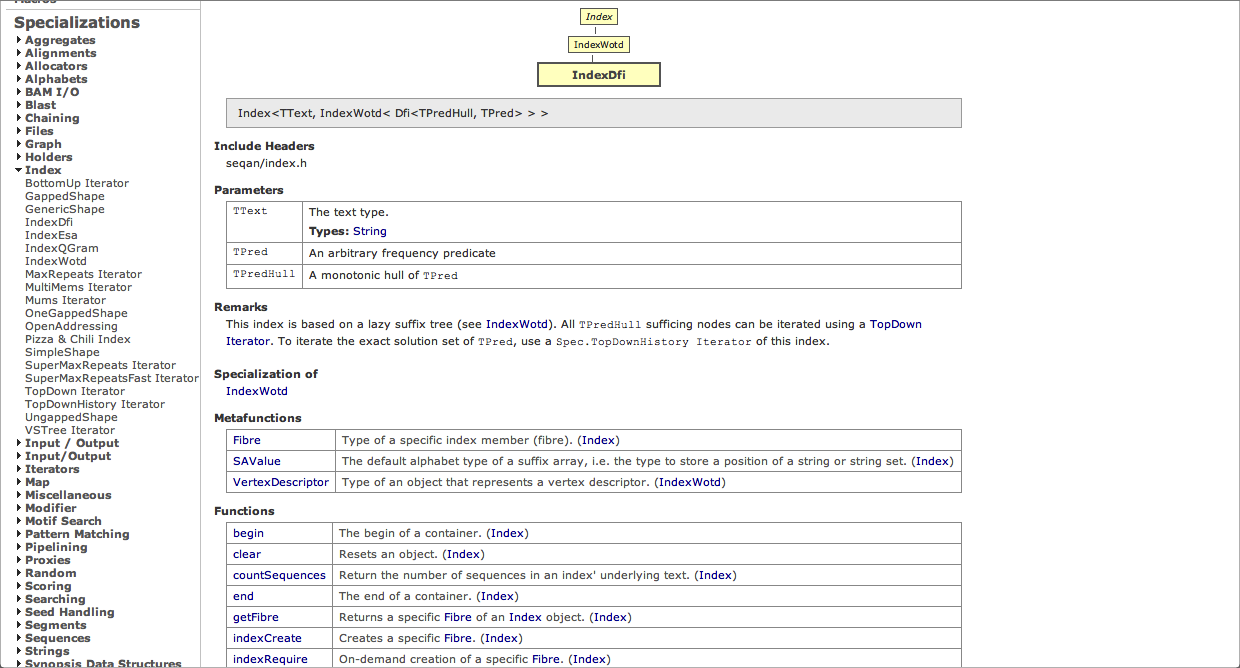 Macros
Specializations
Aggregates
Alignments
Allocators
Alphabets
BAM I/O
Blast
Chaining
Files
Graph
Holders
Index
BottomUp Iterator
GappedShape
GenericShape
IndexDfi
IndexEsa
IndexQGram
IndexWotd
MaxRepeats Iterator
MultiMems Iterator
Mums Iterator
OneGappedShape
OpenAddressing
Pizza & Chili Index
SimpleShape
SuperMaxRepeats Iterator
SuperMaxRepeatsFast Iterator
TopDown Iterator
TopDownHistory Iterator
UngappedShape
VSTree Iterator
Input / Output
Input/Output
Iterators
Map
Miscellaneous
Modifier
Motif Search
Pattern Matching
Pipelining
Proxies
Random
Scoring
Searching
Seed Handling
Segments
Sequences
Strings
Synopsis Data Structures
Index
IndexWotd
IndexDfi
Index<TText, IndexWotd< Dfi<TPredHull, TPred> > >
Include Headers
seqan/index.h
Parameters
TText The text type.
Types: String
TPred An arbitrary frequency predicate
TPredHull A monotonic hull of TPred
Remarks
This index is based on a lazy suffix tree (see IndexWotd). All TPredHull sufficing nodes can be iterated using a TopDown
Iterator. To iterate the exact solution set of TPred, use a Spec.TopDownHistory Iterator of this index.
Specialization of
IndexWotd
Metafunctions
Fibre Type of a specific index member (fibre). (Index)
SAValue The default alphabet type of a suffix array, i.e. the type to store a position of a string or string set. (Index)
VertexDescriptor Type of an object that represents a vertex descriptor. (IndexWotd)
Functions
begin The begin of a container. (Index)
clear Resets an object. (Index)
countSequences Return the number of sequences in an index' underlying text. (Index)
end The end of a container. (Index)
getFibre Returns a specific Fibre of an Index object. (Index)
indexCreate Creates a specific Fibre. (Index)
indexRequire On-demand creation of a specific Fibre. (Index)